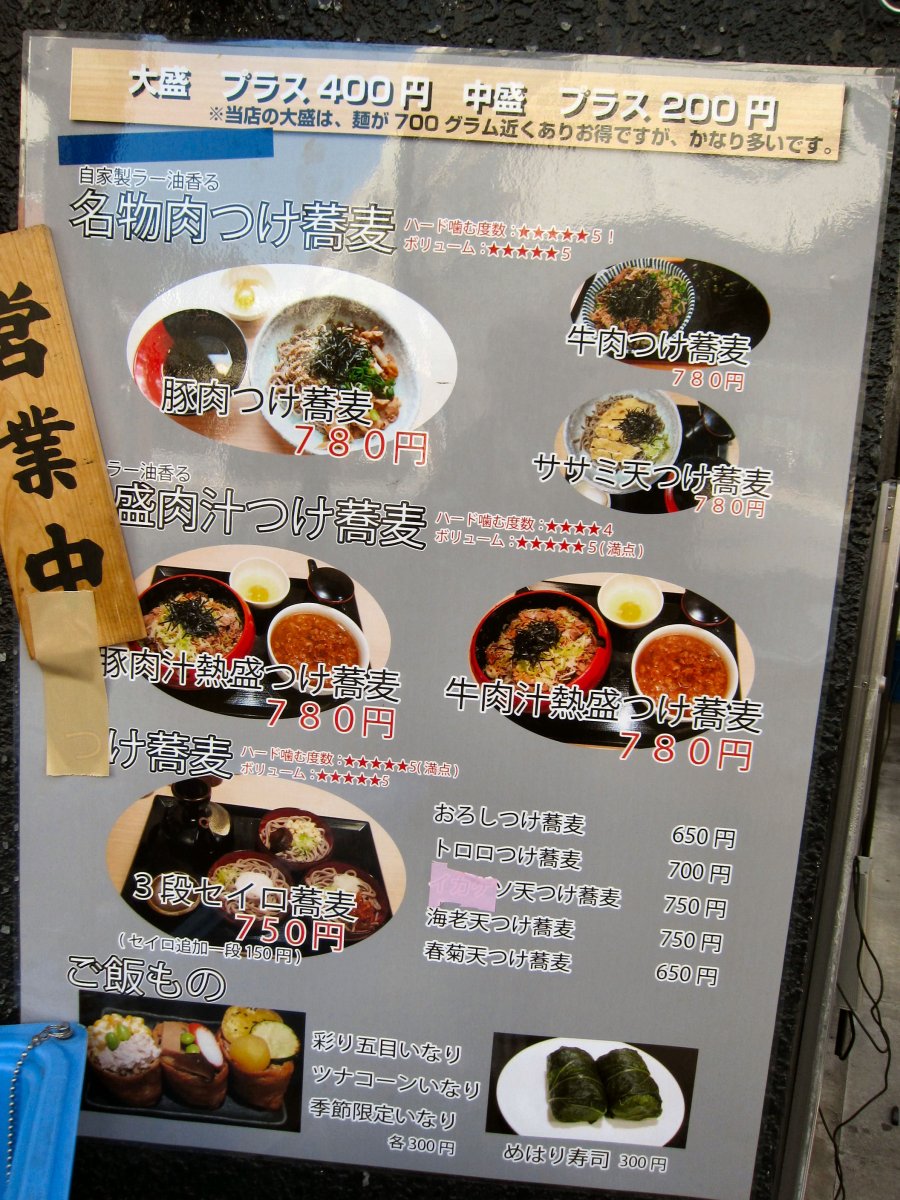 大盛　プラス 400 円　中盛　プラス 200 円
※当店の大盛は、麺が 700 グラム近くありお得ですが、かなり多いです。
自家製ラー油香る
名物肉つけ蕎麦
ハード噛む度数：★★★★★5！
ボリューム：★★★★★5
豚肉つけ蕎麦
７８０円
牛肉つけ蕎麦
７８０円
ササミ天つけ蕎麦
７８０円
営業中
ラー油香る
盛肉汁つけ蕎麦
ハード噛む度数：★★★★4
ボリューム：★★★★★5(満点)
豚肉汁熱盛つけ蕎麦
７８０円
牛肉汁熱盛つけ蕎麦
７８０円
つけ蕎麦
ハード噛む度数：★★★★★5(満点)
ボリューム：★★★★★5
３段セイロ蕎麦
750円
(セイロ追加一段 150円)
おろしつけ蕎麦 650円
トロロつけ蕎麦 700円
イカゲソ天つけ蕎麦 750円
海老天つけ蕎麦 750円
春菊天つけ蕎麦 650円
ご飯もの
彩り五目いなり
ツナコーンいなり
季節限定いなり
各300円
めはり寿司 300円